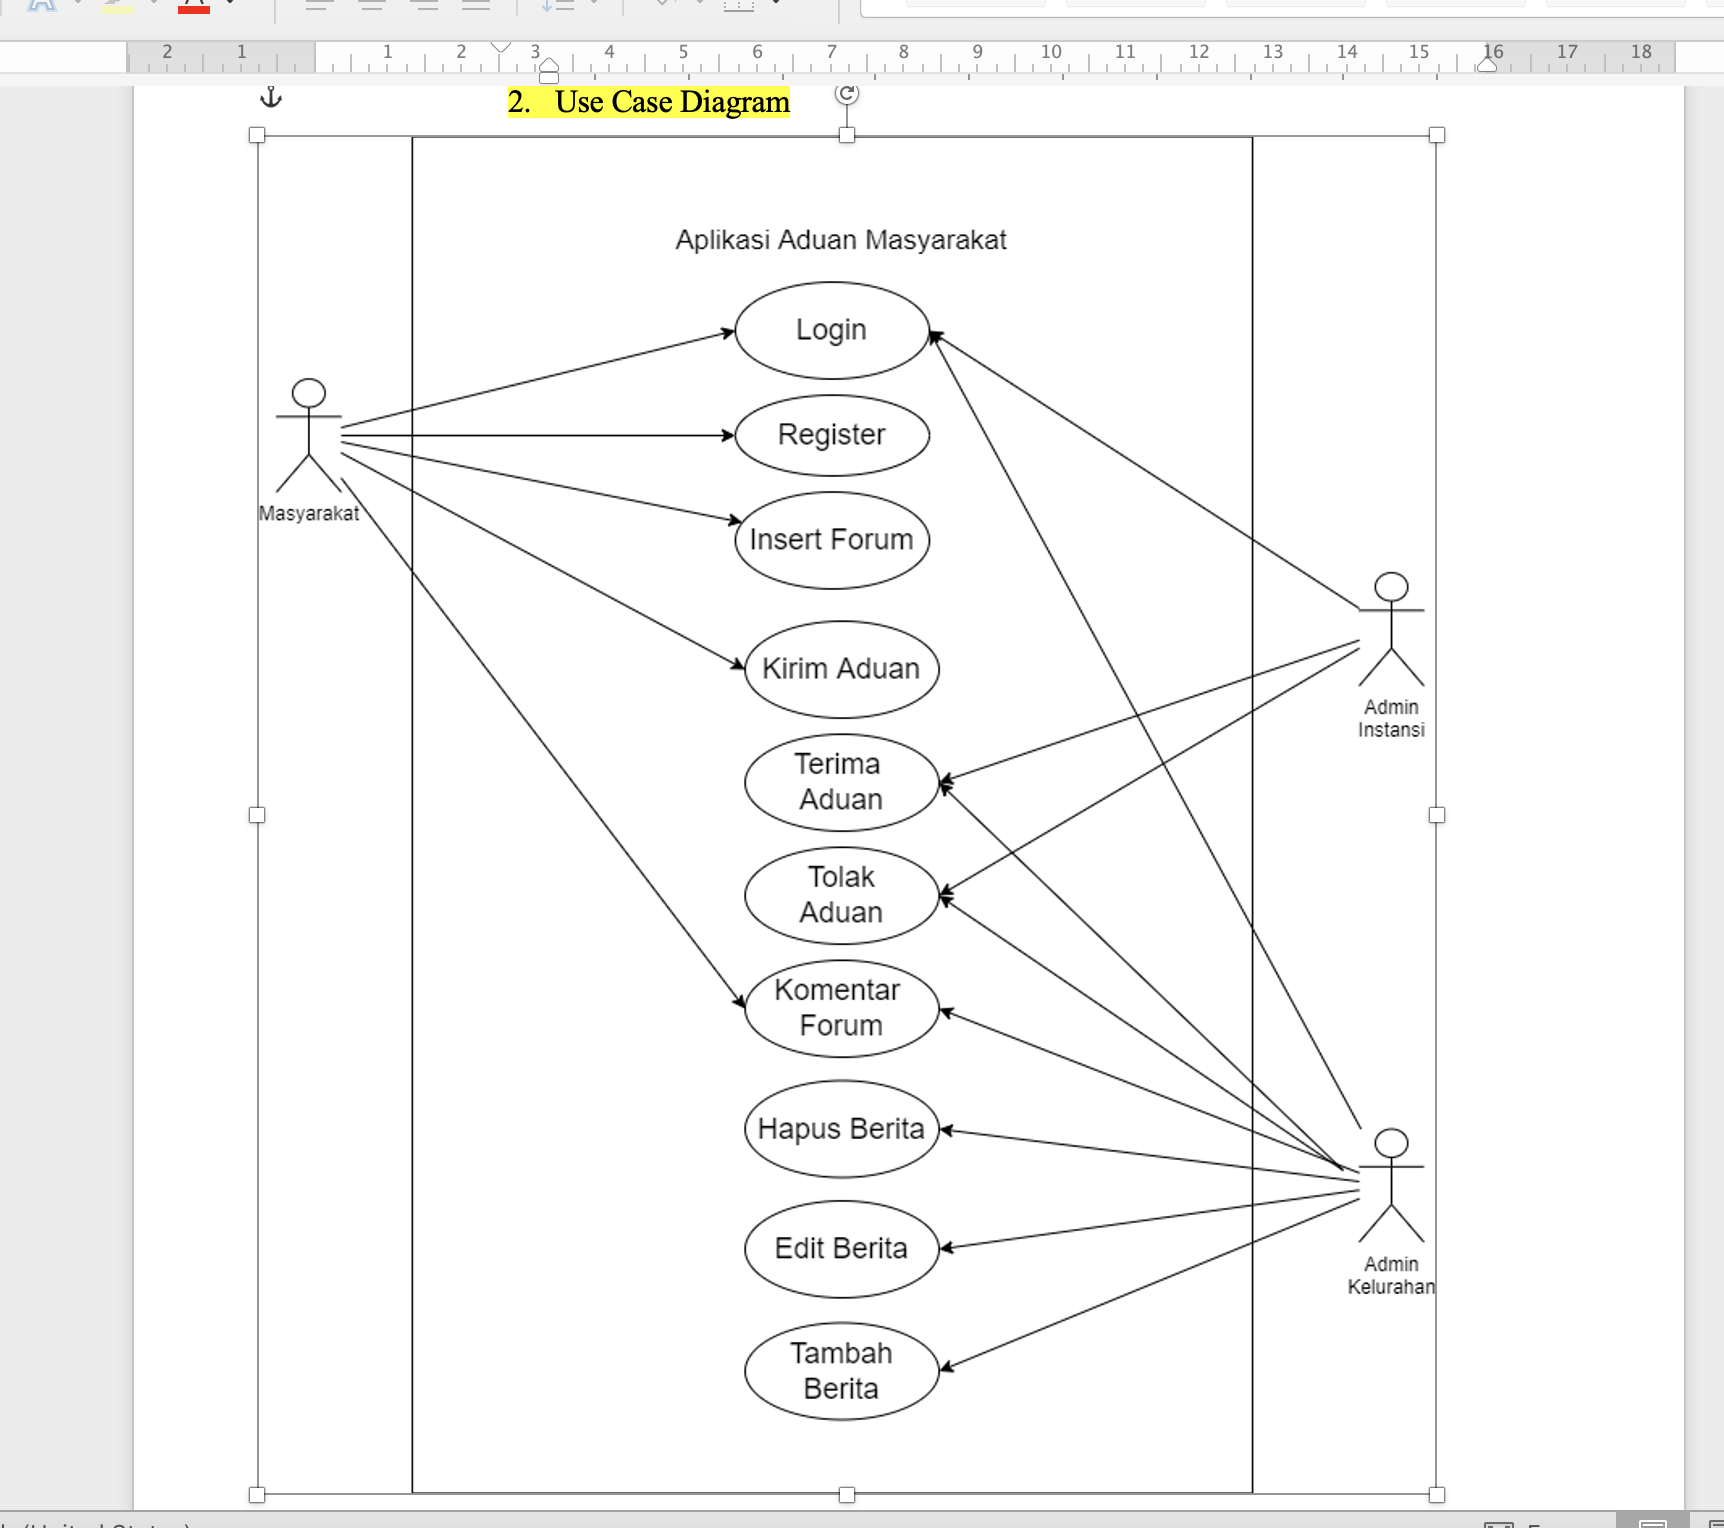 2 1 1 2 3 4 5 6 7 8 9 10 11 12 13 14 15 16 17 18
2. Use Case Diagram
Aplikasi Aduan Masyarakat
Login
Register
Insert Forum
Masyarakat
Kirim Aduan
Admin
Instansi
Terima
Aduan
Tolak
Aduan
Komentar
Forum
Hapus Berita
Edit Berita
Admin
Kelurahan
Tambah
Berita